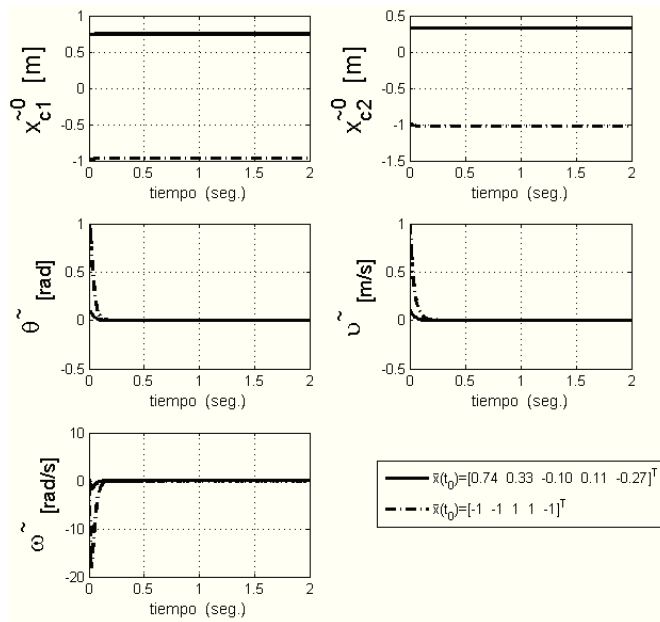 x̃⁰c1 [m]
1
0.5
0
-0.5
-1
0 0.5 1 1.5 2
tiempo (seg.)
x̃⁰c2 [m]
0.5
0
-0.5
-1
-1.5
0 0.5 1 1.5 2
tiempo (seg.)
θ~ [rad]
1
0.5
0
-0.5
0 0.5 1 1.5 2
tiempo (seg.)
υ~ [m/s]
1
0.5
0
-0.5
0 0.5 1 1.5 2
tiempo (seg.)
ω~ [rad/s]
10
0
-10
-20
0 0.5 1 1.5 2
tiempo (seg.)
x̄(t0)=[0.74 0.33 -0.10 0.11 -0.27]ᵀ
x̄(t0)=[-1 -1 1 1 -1]ᵀ